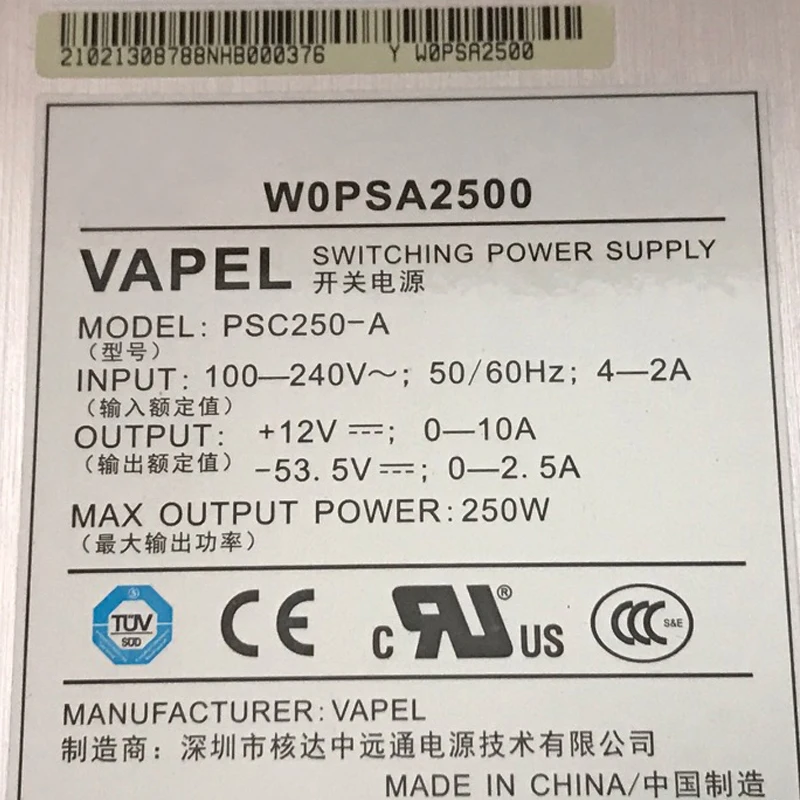 21021308788NHB000376 Y W0PSA2500
W0PSA2500
VAPEL SWITCHING POWER SUPPLY
开关电源
MODEL: PSC250-A
（型号）
INPUT: 100—240V～; 50/60Hz; 4—2A
（输入额定值）
OUTPUT: +12V ⎓; 0—10A
（输出额定值） -53.5V ⎓; 0—2.5A
MAX OUTPUT POWER: 250W
（最大输出功率）
TÜV
SÜD
CE
c RU ® US
CCC S&E
MANUFACTURER: VAPEL
制造商：深圳市核达中远通电源技术有限公司
MADE IN CHINA/中国制造